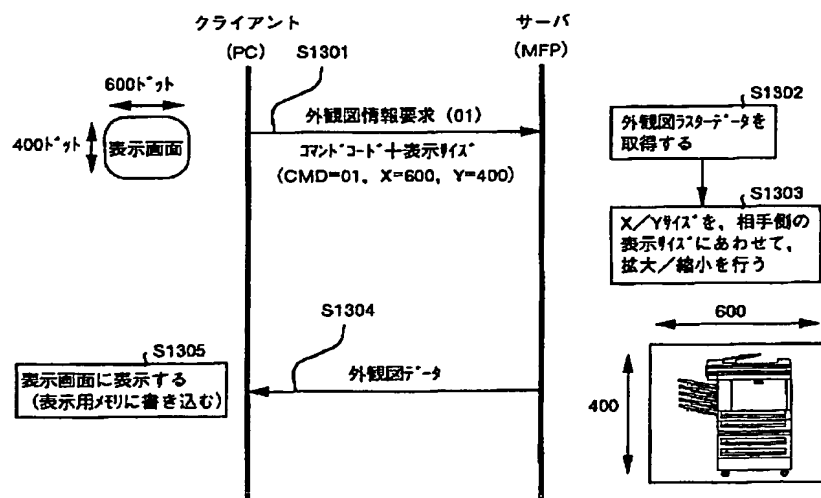 クライアント
(PC)
サーバ
(MFP)
S1301
600ﾄﾞｯﾄ
400ﾄﾞｯﾄ
表示画面
外観図情報要求 (01)
ｺﾏﾝﾄﾞｺｰﾄﾞ+表示ｻｲｽﾞ
(CMD=01, X=600, Y=400)
S1302
外観図ﾗｽﾀｰﾃﾞｰﾀを
取得する
S1303
X/Yｻｲｽﾞを、相手側の
表示ｻｲｽﾞにあわせて、
拡大/縮小を行う
S1304
外観図ﾃﾞｰﾀ
S1305
表示画面に表示する
(表示用ﾒﾓﾘに書き込む)
600
400